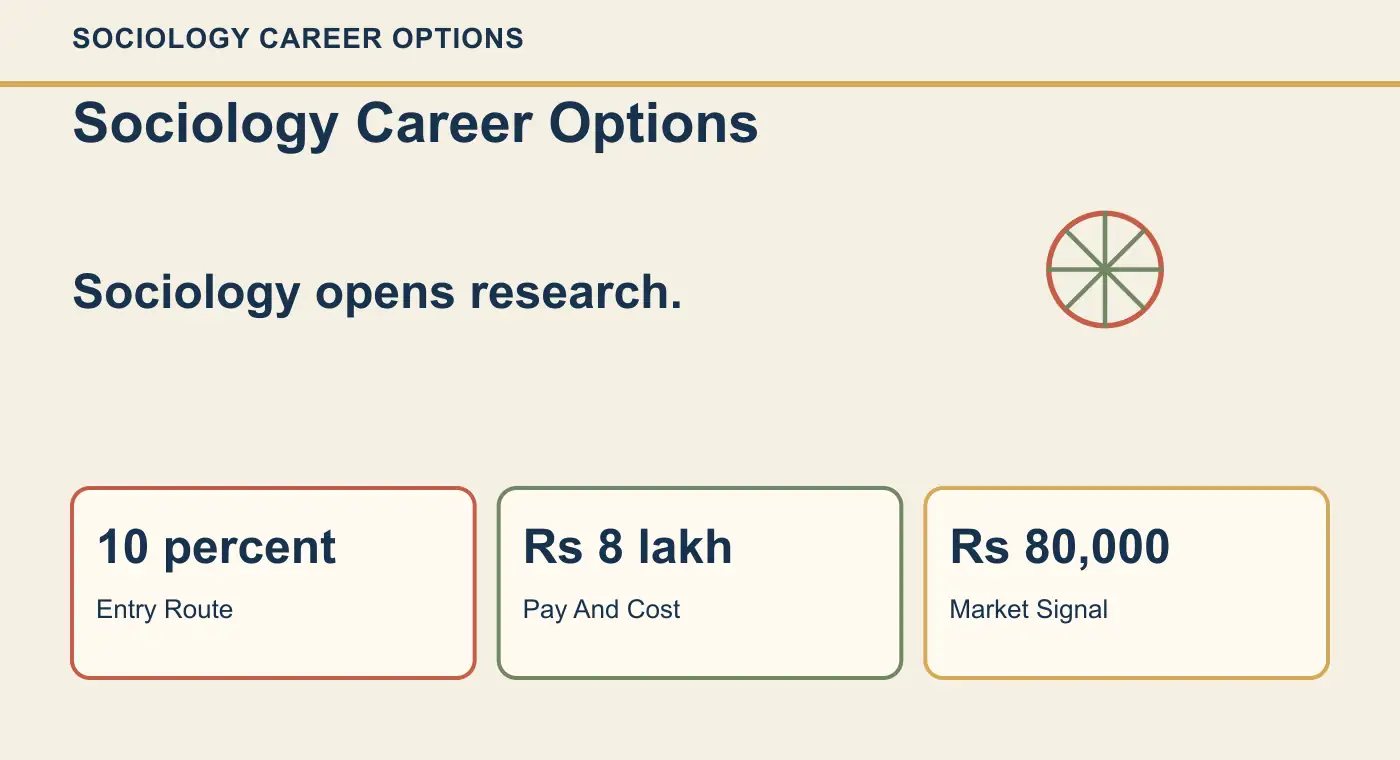 SOCIOLOGY CAREER OPTIONS
Sociology Career Options
Sociology opens research.
10 percent
Entry Route
Rs 8 lakh
Pay And Cost
Rs 80,000
Market Signal